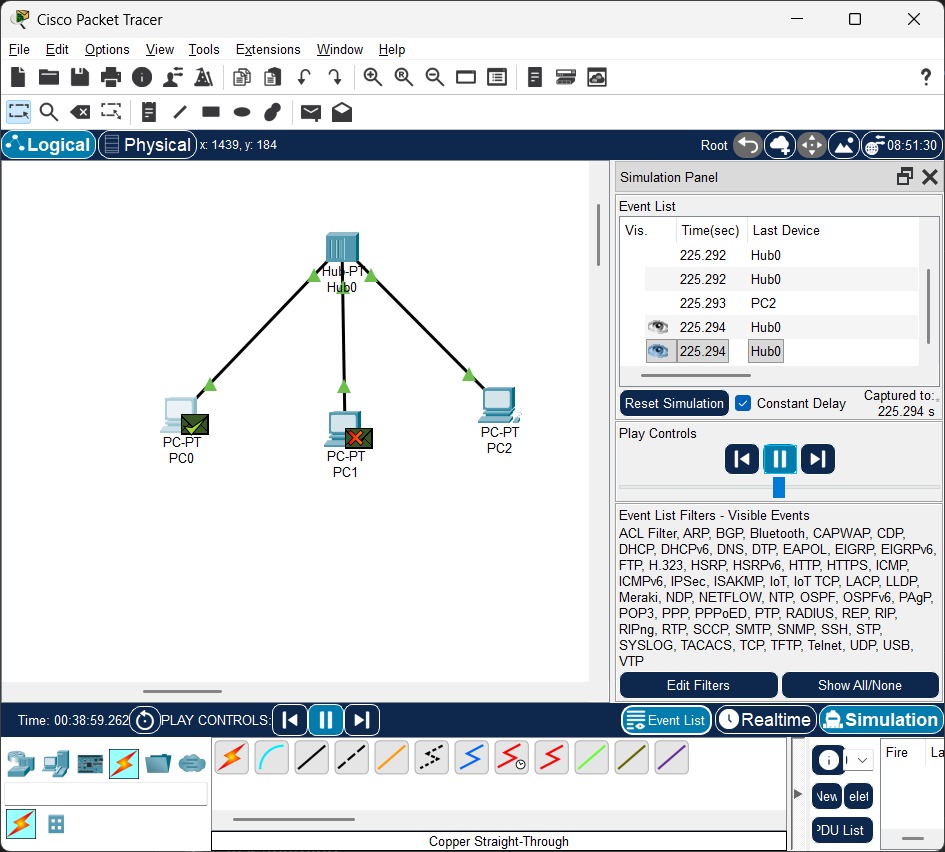 Cisco Packet Tracer
File Edit Options View Tools Extensions Window Help
Logical Physical x: 1439, y: 184 Root 08:51:30
Simulation Panel
Event List
Vis. Time(sec) Last Device
225.292 Hub0
225.292 Hub0
225.293 PC2
225.294 Hub0
225.294 Hub0
Reset Simulation Constant Delay Captured to:
225.294 s
Play Controls
Hub-PT
Hub0
PC-PT
PC0
PC-PT
PC1
PC-PT
PC2
Event List Filters - Visible Events
ACL Filter, ARP, BGP, Bluetooth, CAPWAP, CDP,
DHCP, DHCPv6, DNS, DTP, EAPOL, EIGRP, EIGRPv6,
FTP, H.323, HSRP, HSRPv6, HTTP, HTTPS, ICMP,
ICMPv6, IPSec, ISAKMP, IoT, IoT TCP, LACP, LLDP,
Meraki, NDP, NETFLOW, NTP, OSPF, OSPFv6, PAgP,
POP3, PPP, PPPoED, PTP, RADIUS, REP, RIP,
RIPng, RTP, SCCP, SMTP, SNMP, SSH, STP,
SYSLOG, TACACS, TCP, TFTP, Telnet, UDP, USB,
VTP
Edit Filters Show All/None
Time: 00:38:59.262 PLAY CONTROLS: Event List Realtime Simulation
Fire La
New elet
PDU List
Copper Straight-Through